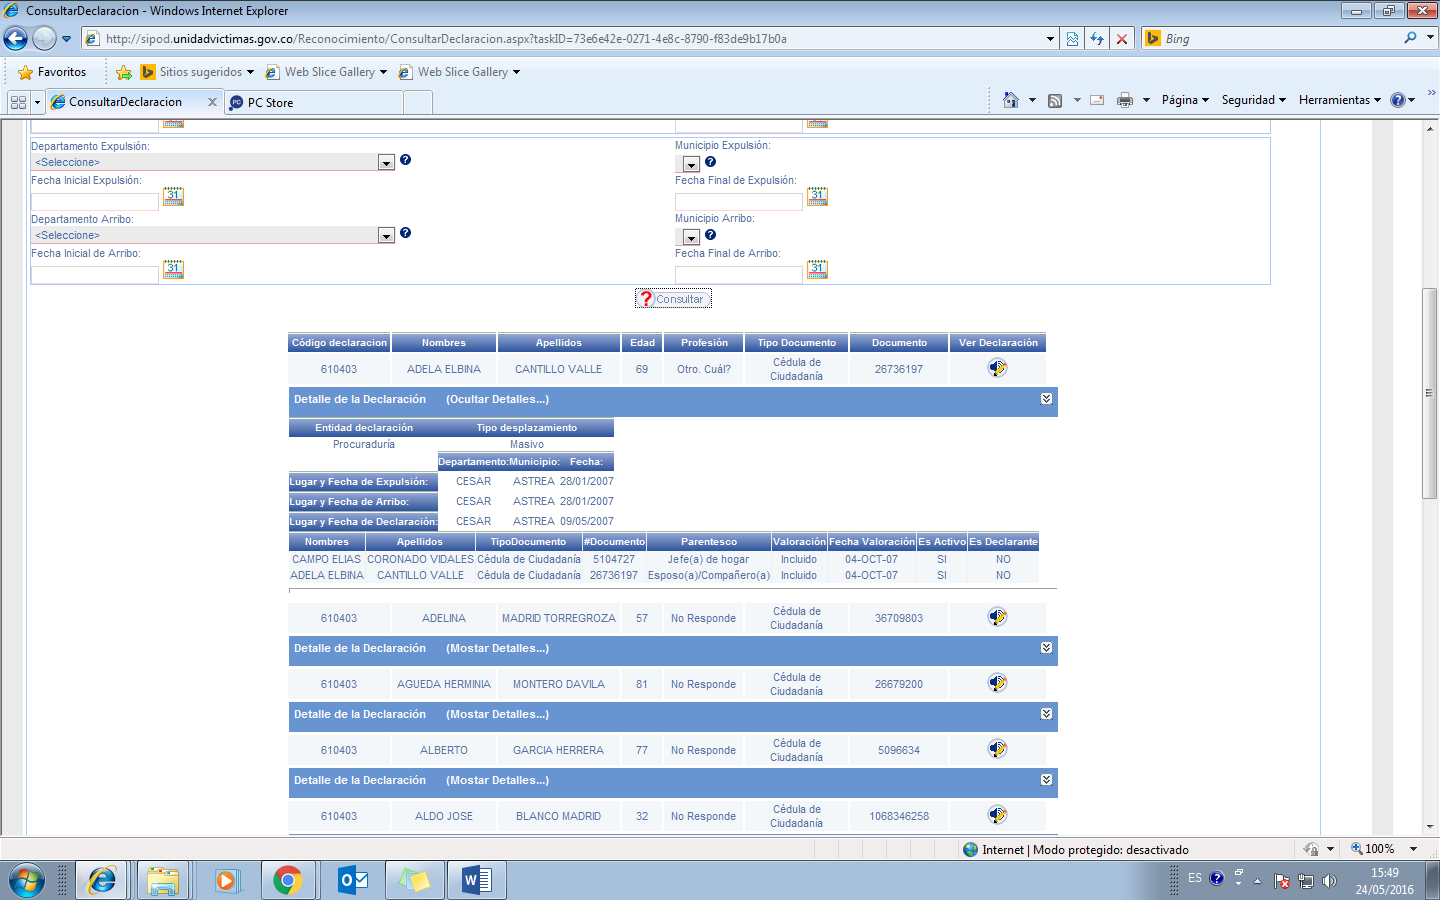 ConsultarDeclaracion - Windows Internet Explorer
http://sipod.unidadvictimas.gov.co/Reconocimiento/ConsultarDeclaracion.aspx?taskID=73e6e42e-0271-4e8c-8790-f83de9b17b0a
Bing
Favoritos Sitios sugeridos Web Slice Gallery Web Slice Gallery
ConsultarDeclaracion PC Store Página Seguridad Herramientas
Departamento Expulsión: Municipio Expulsión:
<Seleccione>
Fecha Inicial Expulsión: Fecha Final de Expulsión:
31 31
Departamento Arribo: Municipio Arribo:
<Seleccione>
Fecha Inicial de Arribo: Fecha Final de Arribo:
31 31
Consultar
Código declaracion Nombres Apellidos Edad Profesión Tipo Documento Documento Ver Declaración
610403 ADELA ELBINA CANTILLO VALLE 69 Otro. Cuál? Cédula de Ciudadanía 26736197
Detalle de la Declaración (Ocultar Detalles...)
Entidad declaración Tipo desplazamiento
Procuraduría Masivo
Departamento: Municipio: Fecha:
Lugar y Fecha de Expulsión: CESAR ASTREA 28/01/2007
Lugar y Fecha de Arribo: CESAR ASTREA 28/01/2007
Lugar y Fecha de Declaración: CESAR ASTREA 09/05/2007
Nombres Apellidos TipoDocumento #Documento Parentesco Valoración Fecha Valoración Es Activo Es Declarante
CAMPO ELIAS CORONADO VIDALES Cédula de Ciudadanía 5104727 Jefe(a) de hogar Incluido 04-OCT-07 SI NO
ADELA ELBINA CANTILLO VALLE Cédula de Ciudadanía 26736197 Esposo(a)/Compañero(a) Incluido 04-OCT-07 SI NO
610403 ADELINA MADRID TORREGROZA 57 No Responde Cédula de Ciudadanía 36709803
Detalle de la Declaración (Mostar Detalles...)
610403 AGUEDA HERMINIA MONTERO DAVILA 81 No Responde Cédula de Ciudadanía 26679200
Detalle de la Declaración (Mostar Detalles...)
610403 ALBERTO GARCIA HERRERA 77 No Responde Cédula de Ciudadanía 5096634
Detalle de la Declaración (Mostar Detalles...)
610403 ALDO JOSE BLANCO MADRID 32 No Responde Cédula de Ciudadanía 1068346258
Internet | Modo protegido: desactivado 100%
ES 15:49
24/05/2016